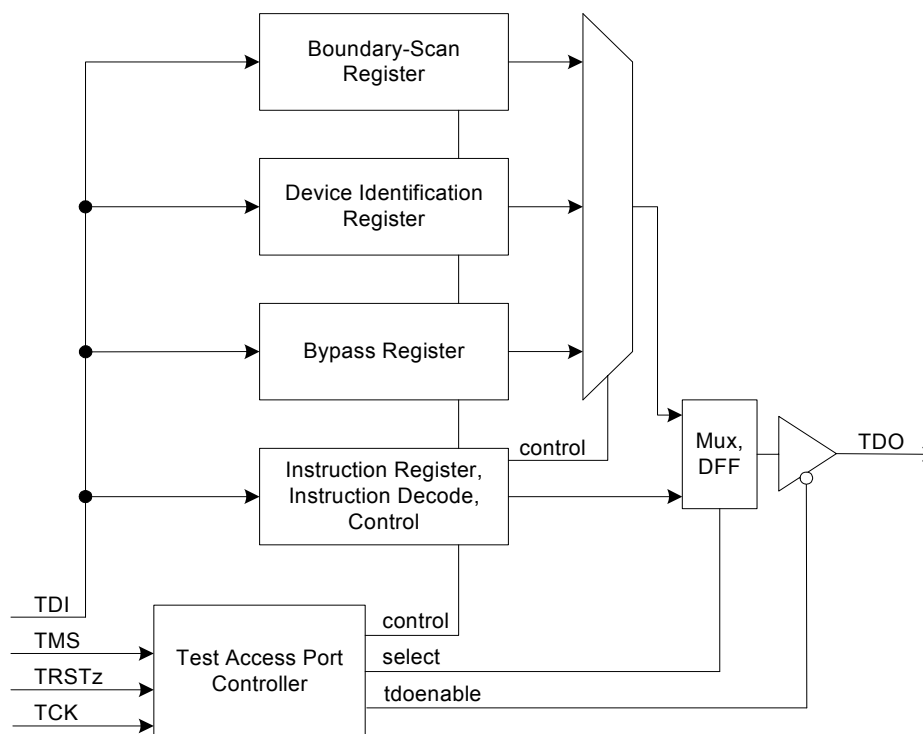 Boundary-Scan
Register
Device Identification
Register
Bypass Register
control
Instruction Register,
Instruction Decode,
Control
Mux,
DFF
TDO
TDI
TMS
TRSTz
TCK
Test Access Port
Controller
control
select
tdoenable